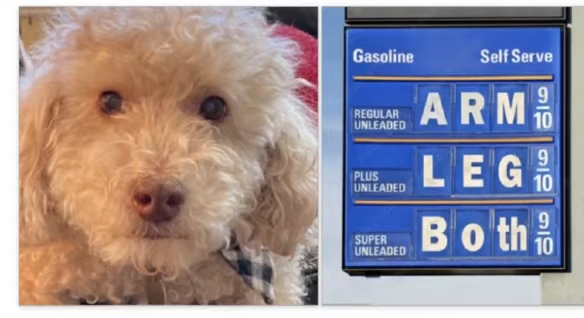 Gasoline Self Serve
REGULAR UNLEADED ARM 9/10
PLUS UNLEADED LEG 9/10
SUPER UNLEADED Both 9/10